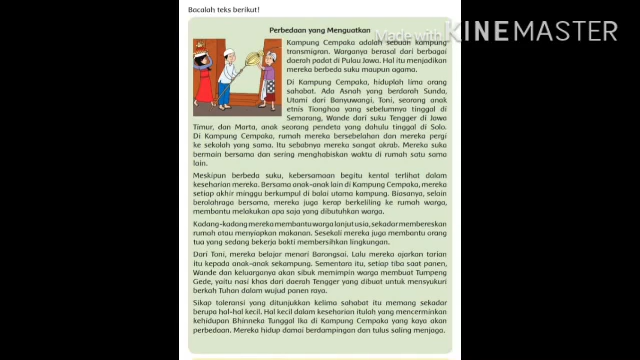 Bacalah teks berikut!
Perbedaan yang Menguatkan
Made with KINEMASTER
Kampung Cempaka adalah sebuah kampung
transmigran. Warganya berasal dari berbagai
daerah padat di Pulau Jawa. Hal itu menjadikan
mereka berbeda suku maupun agama.
Di Kampung Cempaka, hiduplah lima orang
sahabat. Ada Asnah yang berdarah Sunda,
Utami dari Banyuwangi, Toni, seorang anak
etnis Tionghoa yang sebelumnya tinggal di
Semarang, Wande dari suku Tengger di Jawa
Timur, dan Marta, anak seorang pendeta yang dahulu tinggal di Solo.
Di Kampung Cempaka, rumah mereka bersebelahan dan mereka pergi
ke sekolah yang sama. Itu sebabnya mereka sangat akrab. Mereka suka
bermain bersama dan sering menghabiskan waktu di rumah satu sama
lain.
Meskipun berbeda suku, kebersamaan begitu kental terlihat dalam
keseharian mereka. Bersama anak-anak lain di Kampung Cempaka, mereka
setiap akhir minggu berkumpul di balai utama kampung. Biasanya, selain
berolahraga bersama, mereka juga kerap berkeliling ke rumah warga,
membantu melakukan apa saja yang dibutuhkan warga.
Kadang-kadang mereka membantu warga lanjut usia, sekadar membereskan
rumah atau menyiapkan makanan. Sesekali mereka juga membantu orang
tua yang sedang bekerja bakti membersihkan lingkungan.
Dari Toni, mereka belajar menari Barongsai. Lalu mereka ajarkan tarian
itu kepada anak-anak sekampung. Sementara itu, setiap tiba saat panen,
Wande dan keluarganya akan sibuk memimpin warga membuat Tumpeng
Gede, yaitu nasi khas dari daerah Tengger yang dibuat untuk mensyukuri
berkah Tuhan dalam wujud panen raya.
Sikap toleransi yang ditunjukkan kelima sahabat itu memang sekadar
berupa hal-hal kecil. Hal kecil dalam keseharian itulah yang mencerminkan
kehidupan Bhinneka Tunggal Ika di Kampung Cempaka yang kaya akan
perbedaan. Mereka hidup damai berdampingan dan tulus saling menjaga.